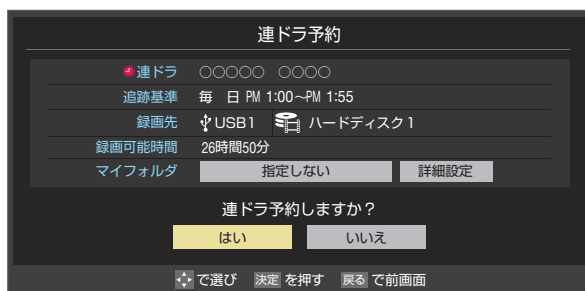 連ドラ予約
連ドラ ○○○○○ ○○○○
追跡基準 毎 日 PM 1:00~PM 1:55
録画先 USB1 ハードディスク1
録画可能時間 26時間50分
マイフォルダ 指定しない 詳細設定
連ドラ予約しますか?
はい いいえ
で選び 決定 を押す 戻る で前画面